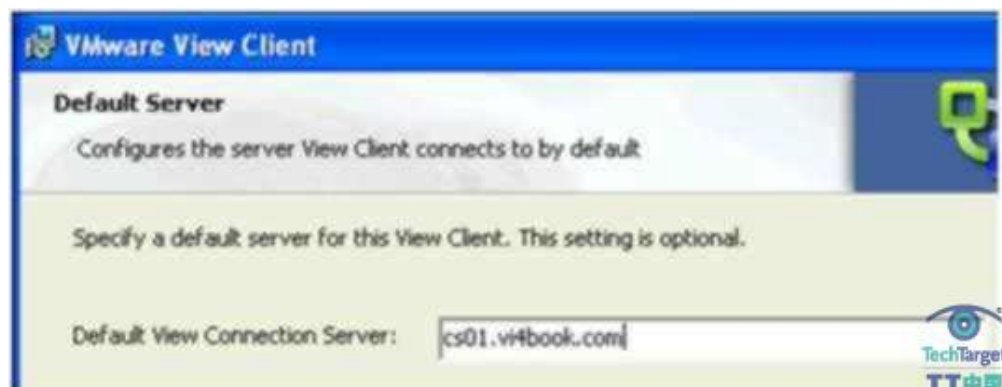 VMware View Client
Default Server
Configures the server View Client connects to by default
Specify a default server for this View Client. This setting is optional.
Default View Connection Server:
cs01.vi4book.com
TechTarget